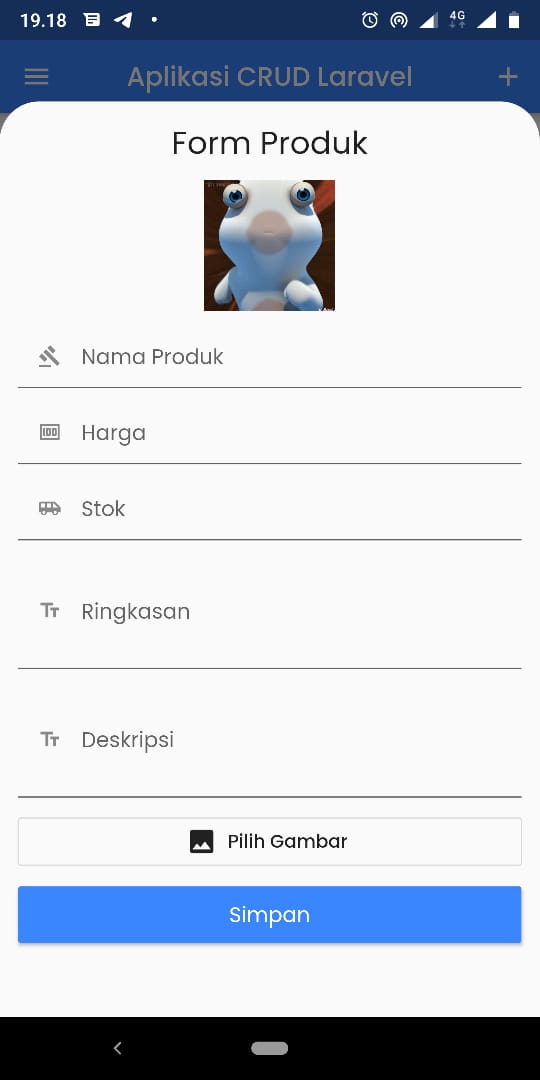 19.18
4G
Aplikasi CRUD Laravel
Form Produk
Nama Produk
Harga
Stok
Ringkasan
Deskripsi
Pilih Gambar
Simpan